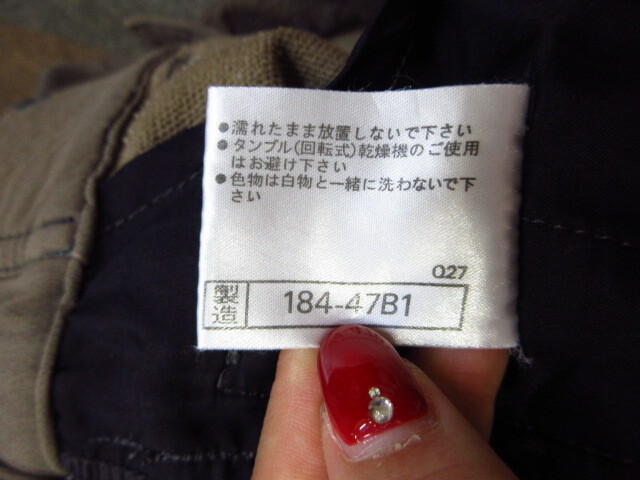 ●濡れたまま放置しないで下さい
●タンブル(回転式)乾燥機のご使用
はお避け下さい
●色物は白物と一緒に洗わないで下
さい
Q27
製造 184-47B1